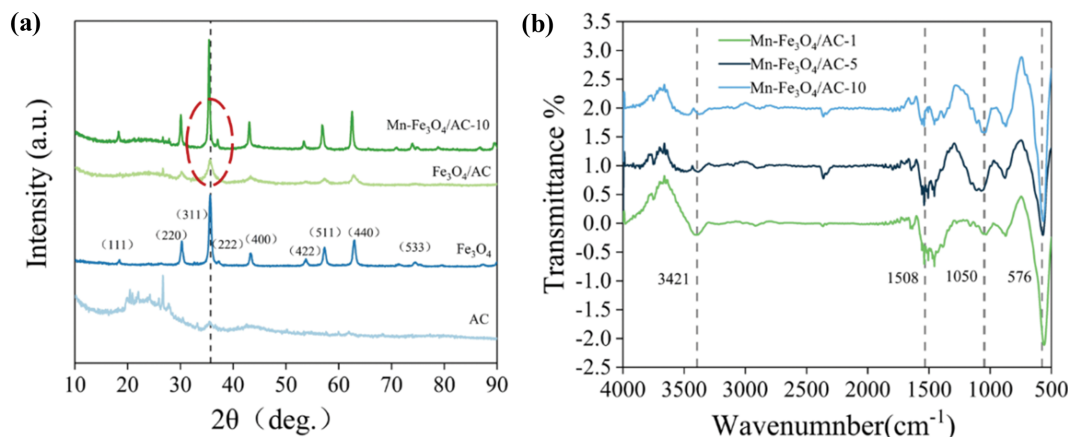 (a)
Intensity (a.u.)
Mn-Fe₃O₄/AC-10
Fe₃O₄/AC
Fe₃O₄
AC
(111)
(220)
(311)
(222)
(400)
(422)
(511)
(440)
(533)
10 20 30 40 50 60 70 80 90
2θ (deg.)
(b)
Transmittance %
3.5
3.0
2.5
2.0
1.5
1.0
0.5
0.0
-0.5
-1.0
-1.5
-2.0
-2.5
Mn-Fe₃O₄/AC-1
Mn-Fe₃O₄/AC-5
Mn-Fe₃O₄/AC-10
3421
1508
1050
576
4000 3500 3000 2500 2000 1500 1000 500
Wavenumnber(cm⁻¹)